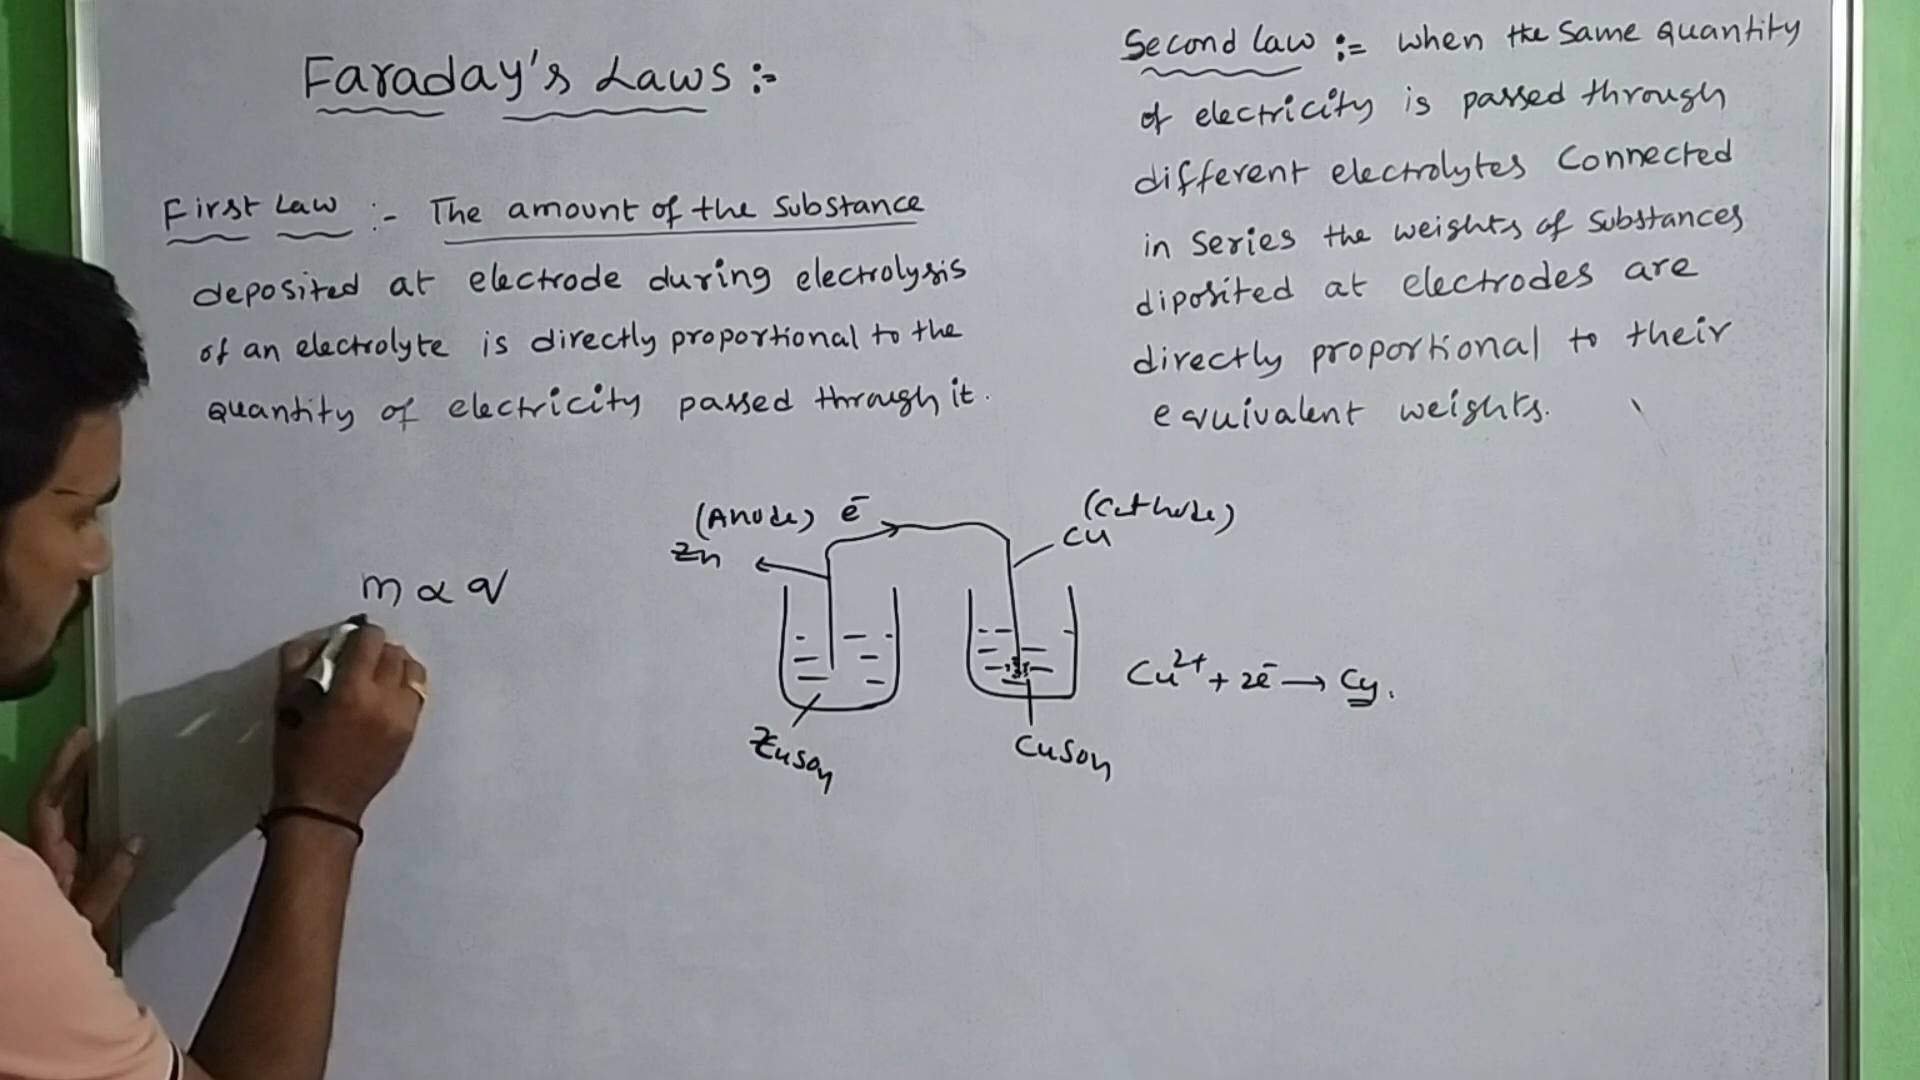 Faraday's Laws :-
First Law :- The amount of the Substance
deposited at electrode during electrolysis
of an electrolyte is directly proportional to the
quantity of electricity passed through it.
Second law := when the same quantity
of electricity is passed through
different electrolytes Connected
in series the weights of substances
diposited at electrodes are
directly proportional to their
equivalent weights.
(Anode) e⁻
Zn
(Cathode)
Cu
m ∝ q
Cu²⁺ + 2e⁻ → Cu.
ZnSO₄
CuSO₄